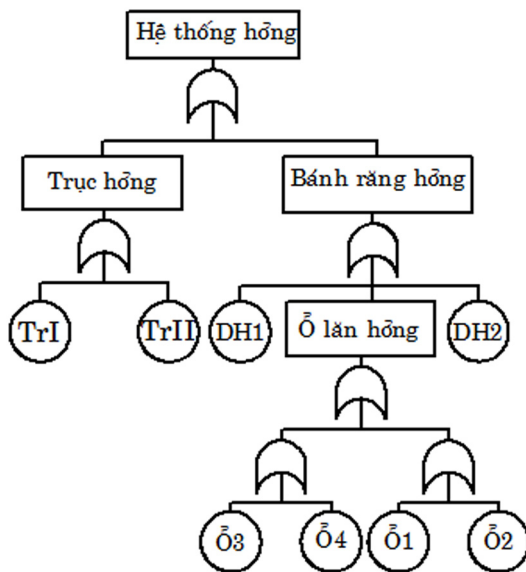 Hệ thống hỏng
Trục hỏng
Bánh răng hỏng
TrI
TrII
DH1
Ổ lăn hỏng
DH2
Ổ3
Ổ4
Ổ1
Ổ2